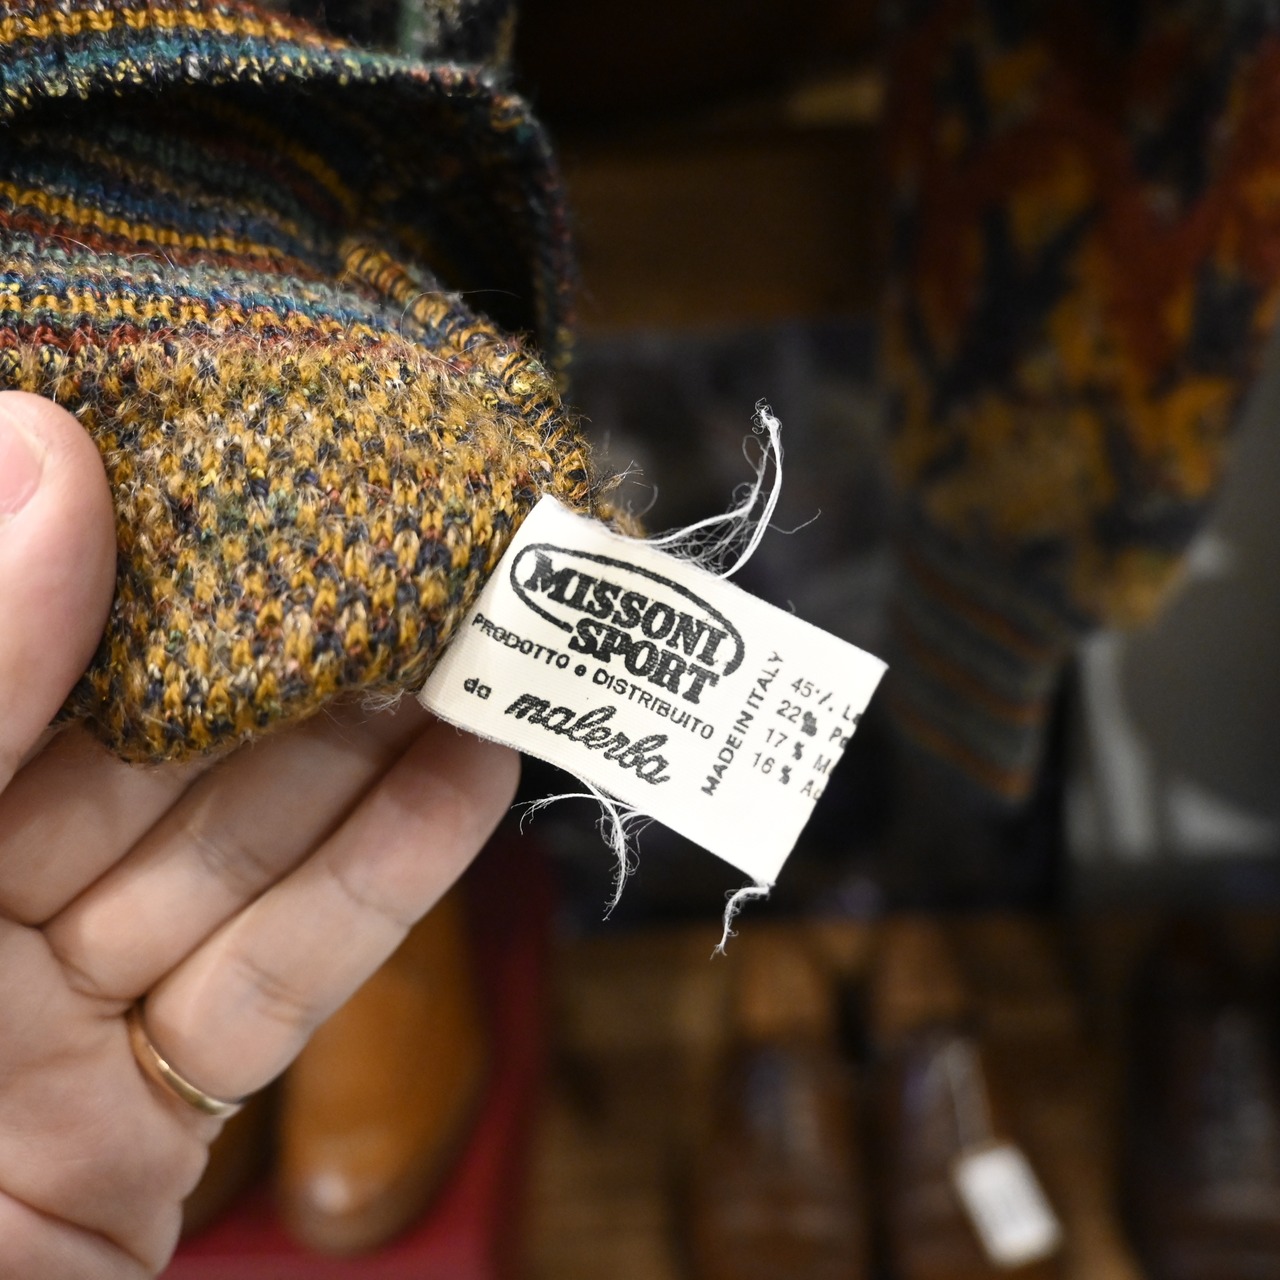 MISSONI
SPORT
PRODOTTO e DISTRIBUITO
da malerba
MADE IN ITALY
45%
22%
17%
16%